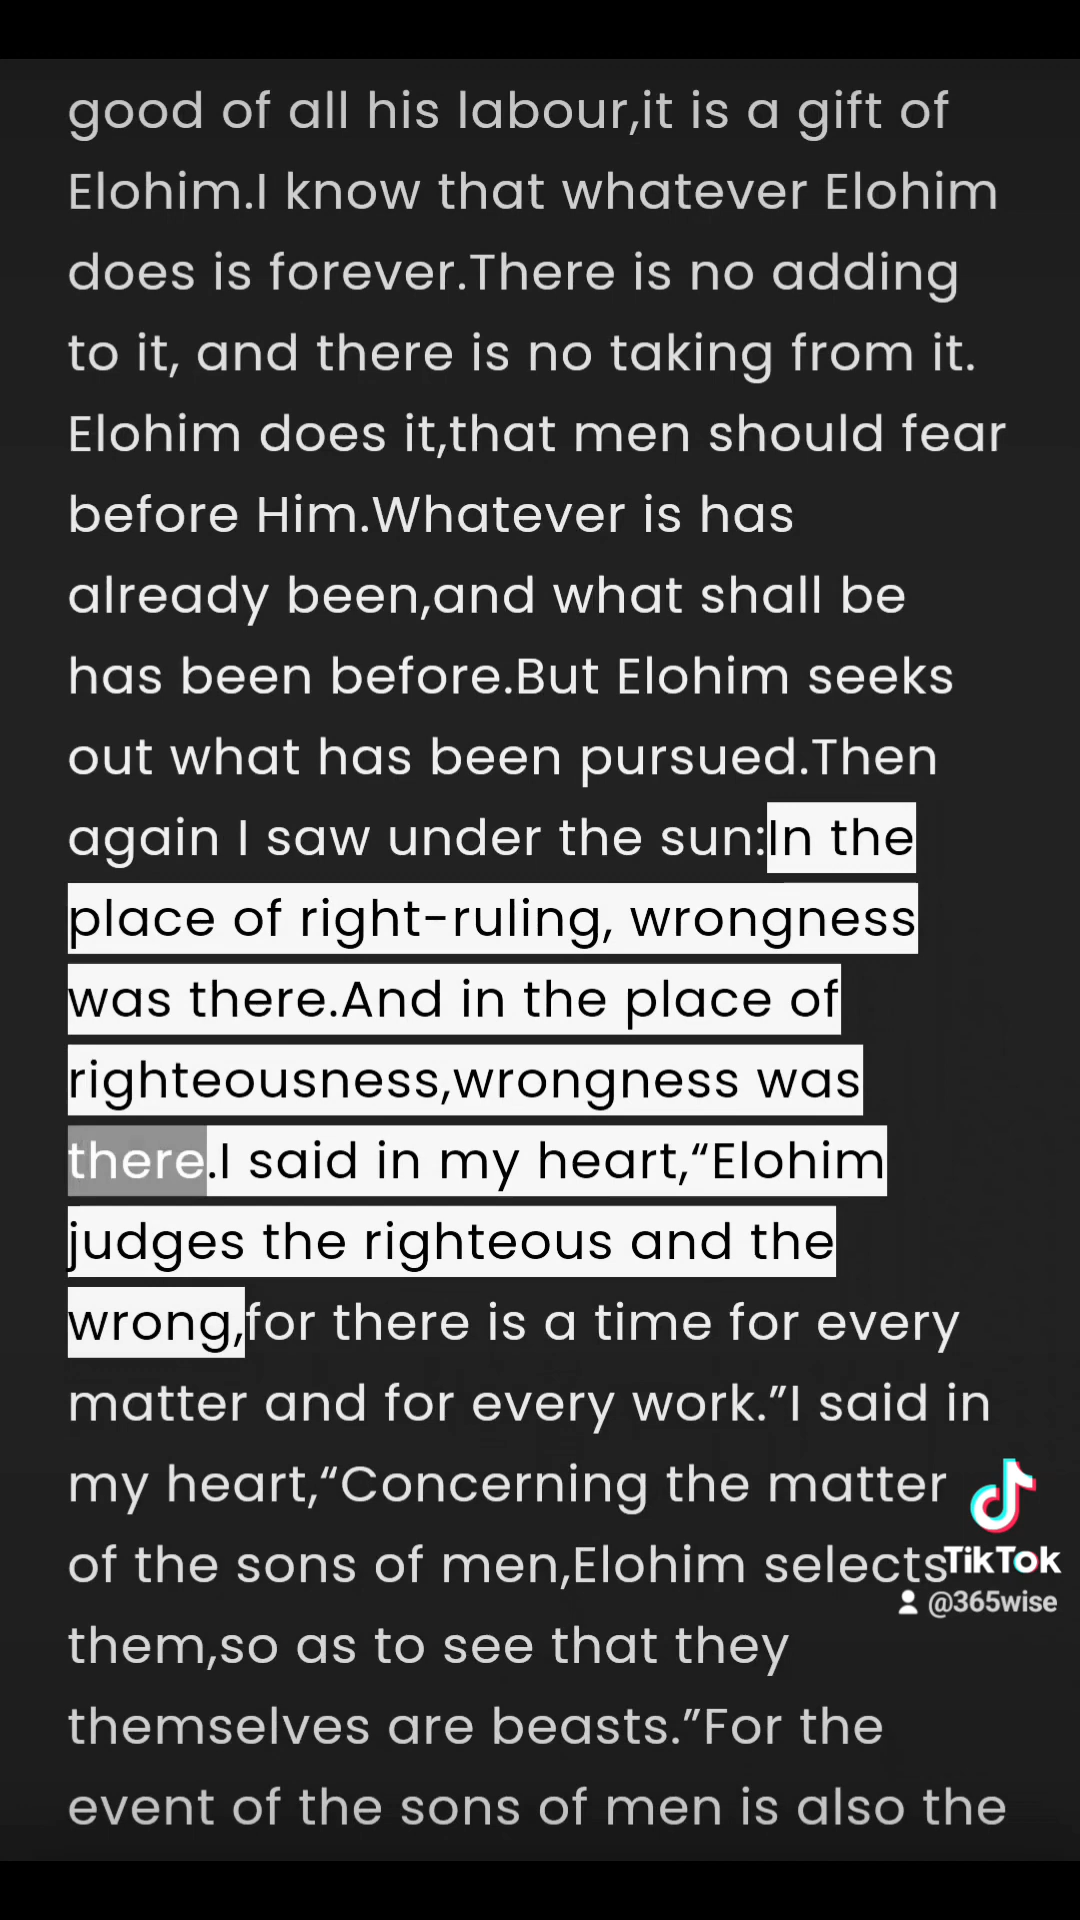 good of all his labour,it is a gift of
Elohim.I know that whatever Elohim
does is forever.There is no adding
to it, and there is no taking from it.
Elohim does it,that men should fear
before Him.Whatever is has
already been,and what shall be
has been before.But Elohim seeks
out what has been pursued.Then
again I saw under the sun:In the
place of right-ruling, wrongness
was there.And in the place of
righteousness,wrongness was
there.I said in my heart,“Elohim
judges the righteous and the
wrong,for there is a time for every
matter and for every work.”I said in
my heart,“Concerning the matter
of the sons of men,Elohim selects
them,so as to see that they
themselves are beasts.”For the
event of the sons of men is also the
TikTok
@365wise